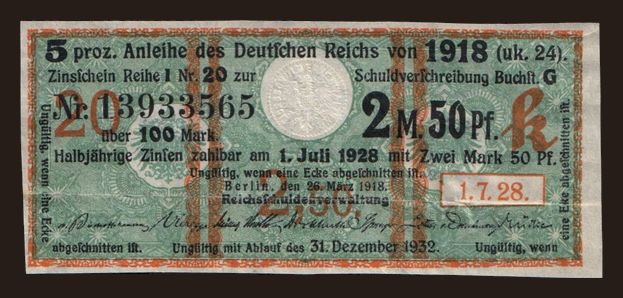 5 proz. Anleihe des Deutſchen Reichs von 1918 (uk. 24).
Zinsſchein Reihe I Nr. 20 zur Schuldverſchreibung Buchſt. G
20
Nr. 13933565
2 M. 50 Pf.
k
über 100 Mark.
Halbjährige Zinſen zahlbar am 1. Juli 1928 mit Zwei Mark 50 Pf.
Ungültig, wenn eine Ecke abgeſchnitten iſt.
Berlin, den 26. März 1918.
Reichsſchuldenverwaltung
2,50.
1.7.28.
abgeſchnitten iſt. Ungültig mit Ablauf des 31. Dezember 1932. Ungültig, wenn
Ungültig, wenn eine Ecke
eine Ecke abgeſchnitten iſt.